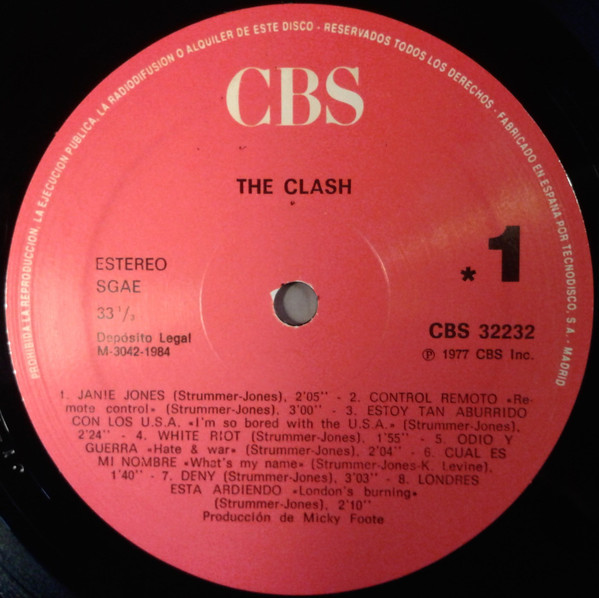 PROHIBIDA LA REPRODUCCION, LA EJECUCION PUBLICA, LA RADIODIFUSION O ALQUILER DE ESTE DISCO - RESERVADOS TODOS LOS DERECHOS - FABRICADO EN ESPAÑA POR TECNODISCO, S.A. - MADRID
CBS
THE CLASH
ESTEREO
SGAE
33 1/3
Depósito Legal
M-3042-1984
* 1
CBS 32232
℗ 1977 CBS Inc.
1. JANIE JONES (Strummer-Jones). 2'05'' - 2. CONTROL REMOTO «Re-
mote control» (Strummer-Jones). 3'00'' - 3. ESTOY TAN ABURRIDO
CON LOS U.S.A. «I'm so bored with the U.S.A.» (Strummer-Jones).
2'24'' - 4. WHITE RIOT (Strummer-Jones). 1'55'' - 5. ODIO Y
GUERRA «Hate & war» (Strummer-Jones). 2'04'' - 6. CUAL ES
MI NOMBRE «What's my name» (Strummer-Jones-K. Levine).
1'40'' - 7. DENY (Strummer-Jones). 3'03'' - 8. LONDRES
ESTA ARDIENDO «London's burning»
(Strummer-Jones). 2'10''
Producción de Micky Foote